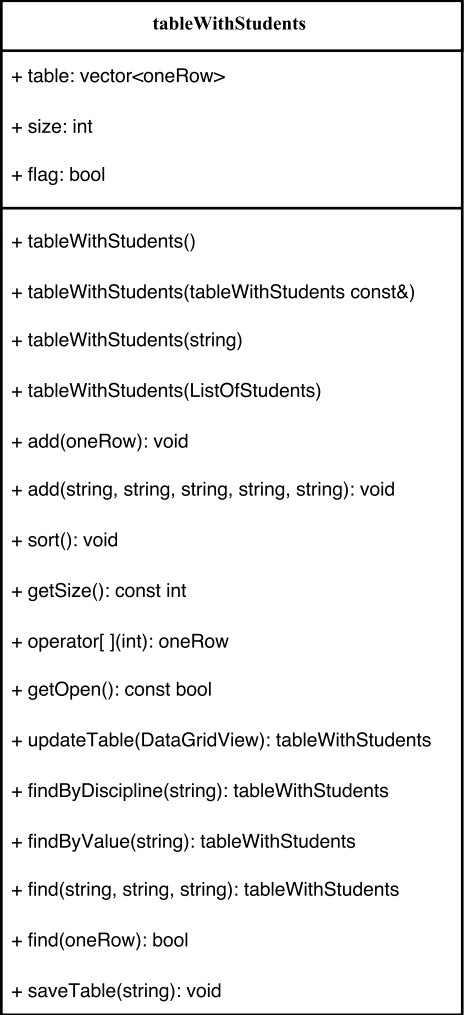 tableWithStudents
+ table: vector<oneRow>
+ size: int
+ flag: bool
+ tableWithStudents()
+ tableWithStudents(tableWithStudents const&)
+ tableWithStudents(string)
+ tableWithStudents(ListOfStudents)
+ add(oneRow): void
+ add(string, string, string, string, string): void
+ sort(): void
+ getSize(): const int
+ operator[ ](int): oneRow
+ getOpen(): const bool
+ updateTable(DataGridView): tableWithStudents
+ findByDiscipline(string): tableWithStudents
+ findByValue(string): tableWithStudents
+ find(string, string, string): tableWithStudents
+ find(oneRow): bool
+ saveTable(string): void